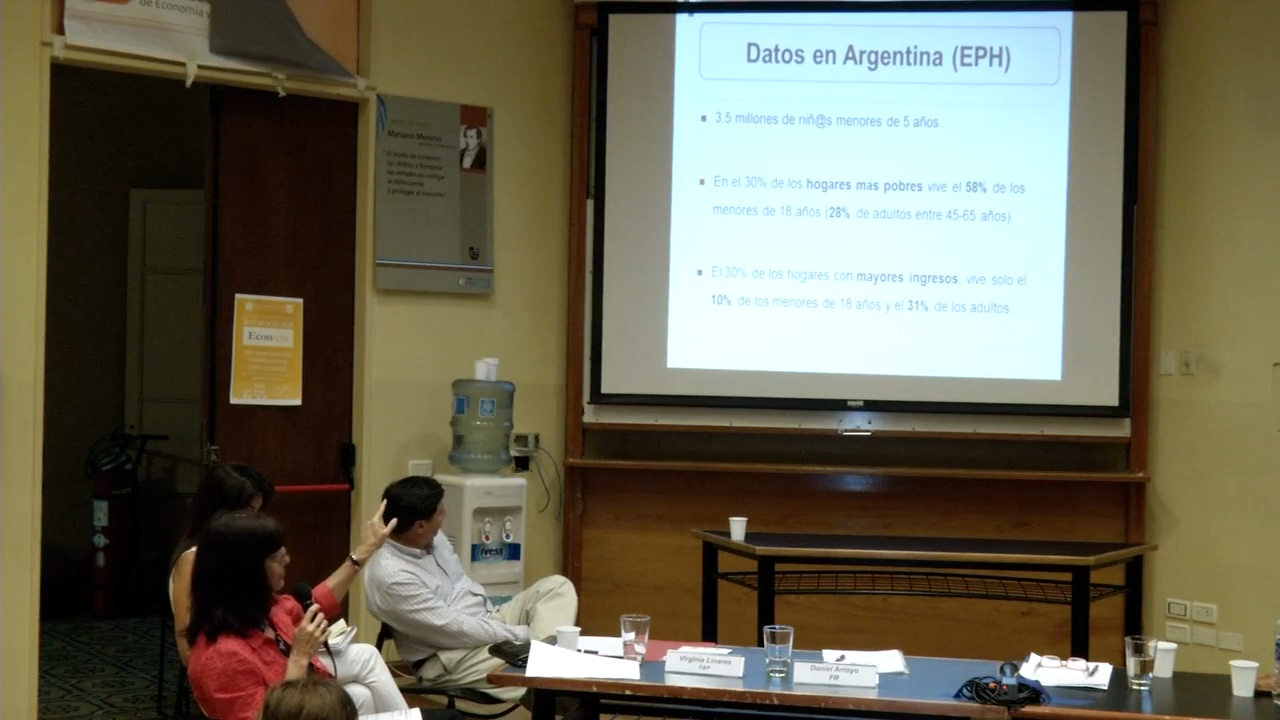 de Economía y
Mariano Moreno
Econ
Datos en Argentina (EPH)
3.5 millones de niñ@s menores de 5 años.
En el 30% de los hogares mas pobres vive el 58% de los
menores de 18 años (28% de adultos entre 45-65 años).
El 30% de los hogares con mayores ingresos, vive solo el
10% de los menores de 18 años y el 31% de los adultos.
ivess
Virginia Linares
FAP
Daniel Arroyo
FR